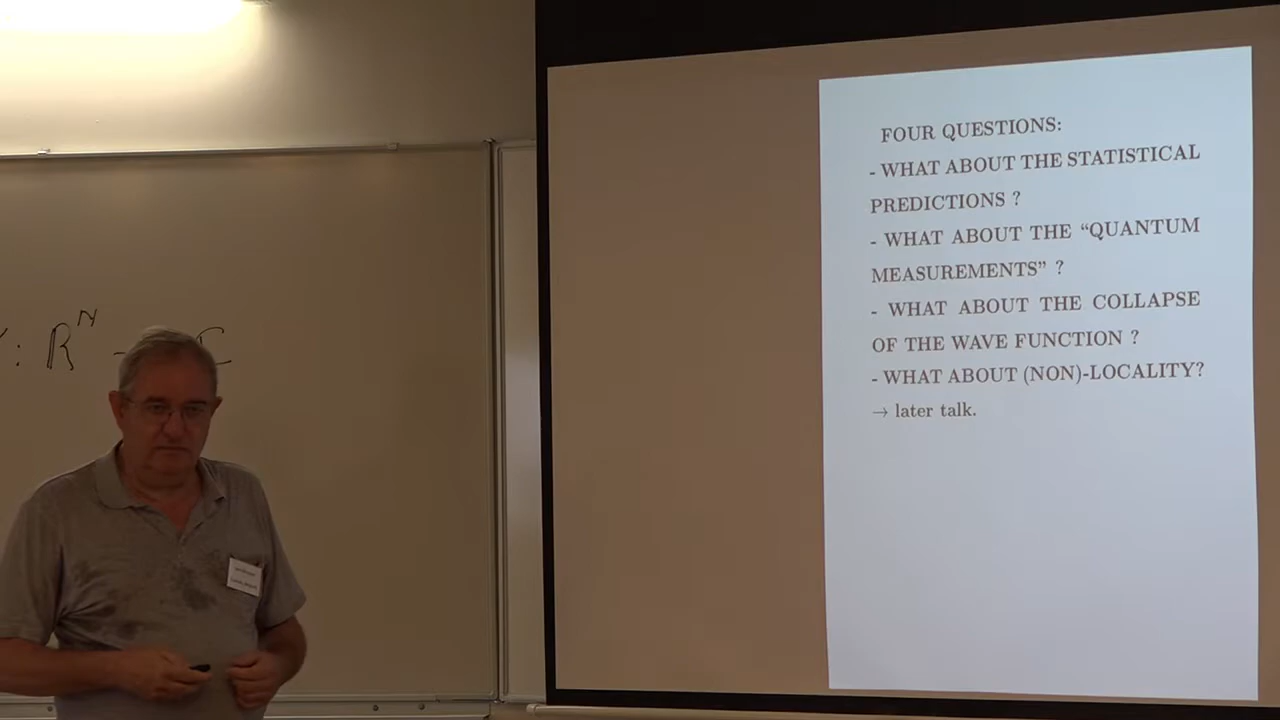 : R^N → C
FOUR QUESTIONS:
- WHAT ABOUT THE STATISTICAL
PREDICTIONS ?
- WHAT ABOUT THE “QUANTUM
MEASUREMENTS” ?
- WHAT ABOUT THE COLLAPSE
OF THE WAVE FUNCTION ?
- WHAT ABOUT (NON)-LOCALITY?
→ later talk.